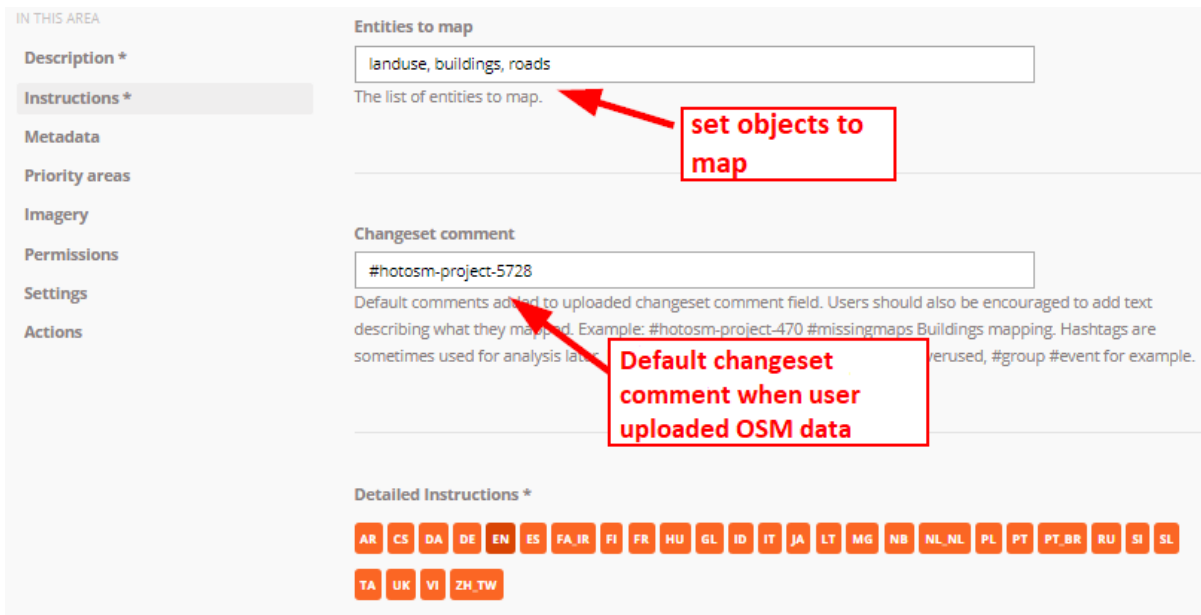 IN THIS AREA
Description *
Instructions *
Metadata
Priority areas
Imagery
Permissions
Settings
Actions
Entities to map
landuse, buildings, roads
The list of entities to map.
set objects to
map
Changeset comment
#hotosm-project-5728
Default comments added to uploaded changeset comment field. Users should also be encouraged to add text
describing what they mapped. Example: #hotosm-project-470 #missingmaps Buildings mapping. Hashtags are
sometimes used for analysis later, verused, #group #event for example.
Default changeset
comment when user
uploaded OSM data
Detailed Instructions *
AR CS DA DE EN ES FA_IR FI FR HU GL ID IT JA LT MG NB NL_NL PL PT PT_BR RU SI SL
TA UK VI ZH_TW